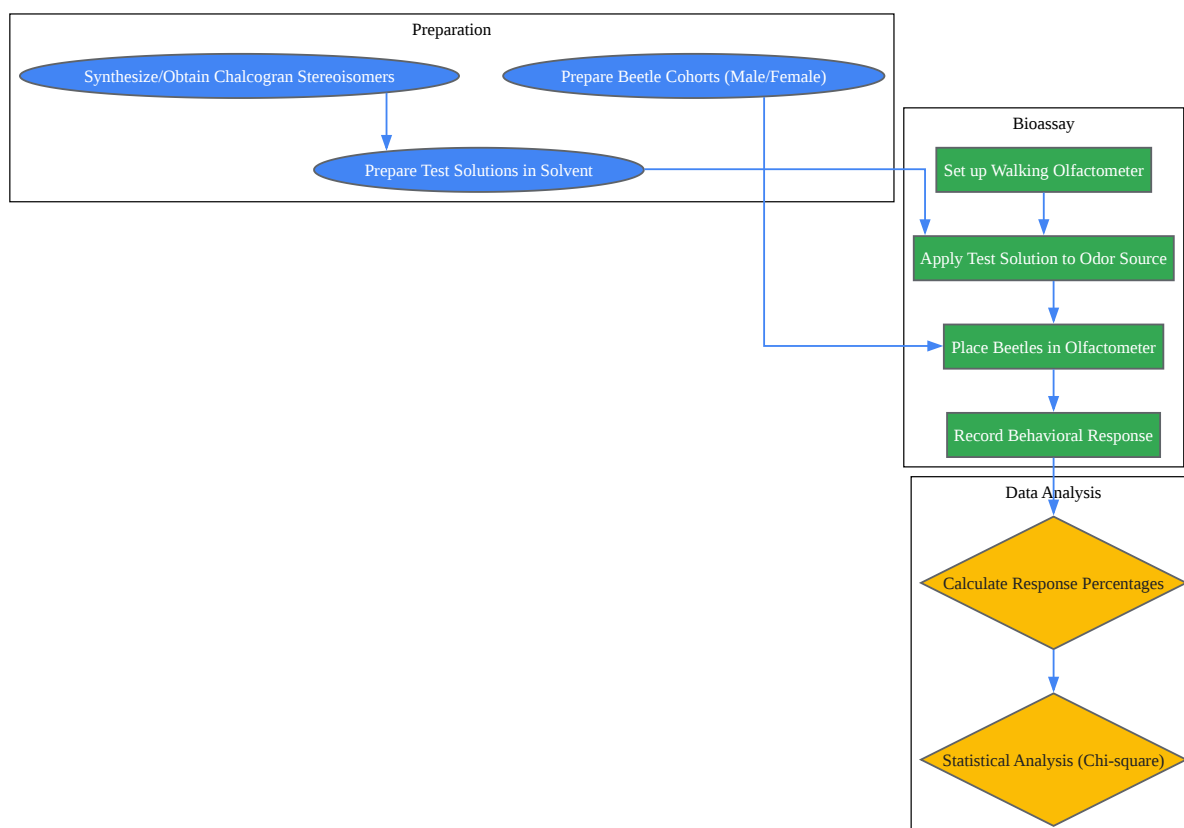 Preparation
Synthesize/Obtain Chalcogran Stereoisomers
Prepare Beetle Cohorts (Male/Female)
Prepare Test Solutions in Solvent
Bioassay
Set up Walking Olfactometer
Apply Test Solution to Odor Source
Place Beetles in Olfactometer
Record Behavioral Response
Data Analysis
Calculate Response Percentages
Statistical Analysis (Chi-square)